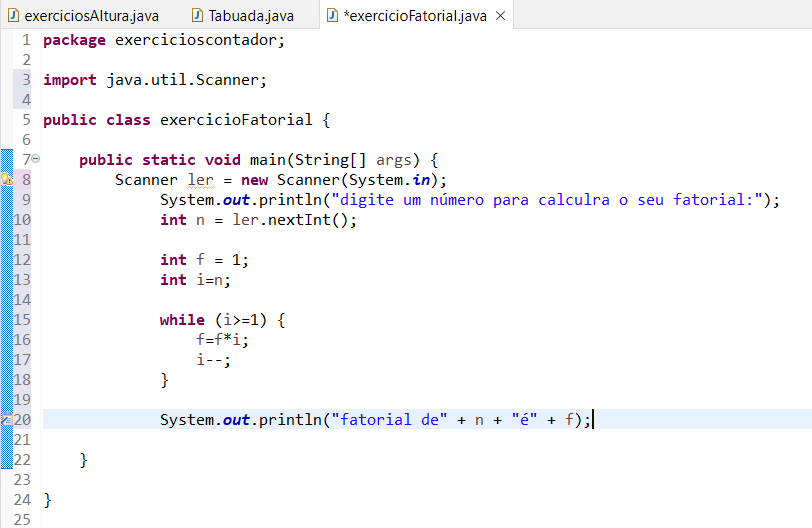 exerciciosAltura.java Tabuada.java *exercicioFatorial.java
1 package exercicioscontador;
2
3 import java.util.Scanner;
4
5 public class exercicioFatorial {
6
7 public static void main(String[] args) {
8 Scanner ler = new Scanner(System.in);
9 System.out.println("digite um número para calculra o seu fatorial:");
10 int n = ler.nextInt();
11
12 int f = 1;
13 int i=n;
14
15 while (i>=1) {
16 f=f*i;
17 i--;
18 }
19
20 System.out.println("fatorial de" + n + "é" + f);
21
22 }
23
24 }
25